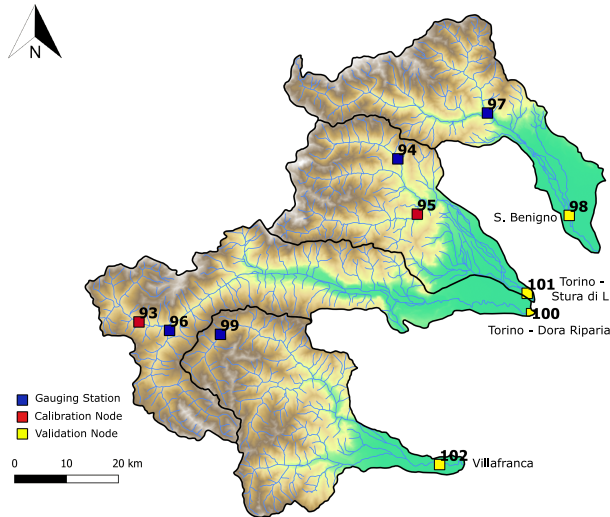 N
97
94
95
98
S. Benigno
101
Torino -
Stura di L
100
Torino - Dora Riparia
93
96
99
Gauging Station
Calibration Node
Validation Node
0 10 20 km
102
Villafranca